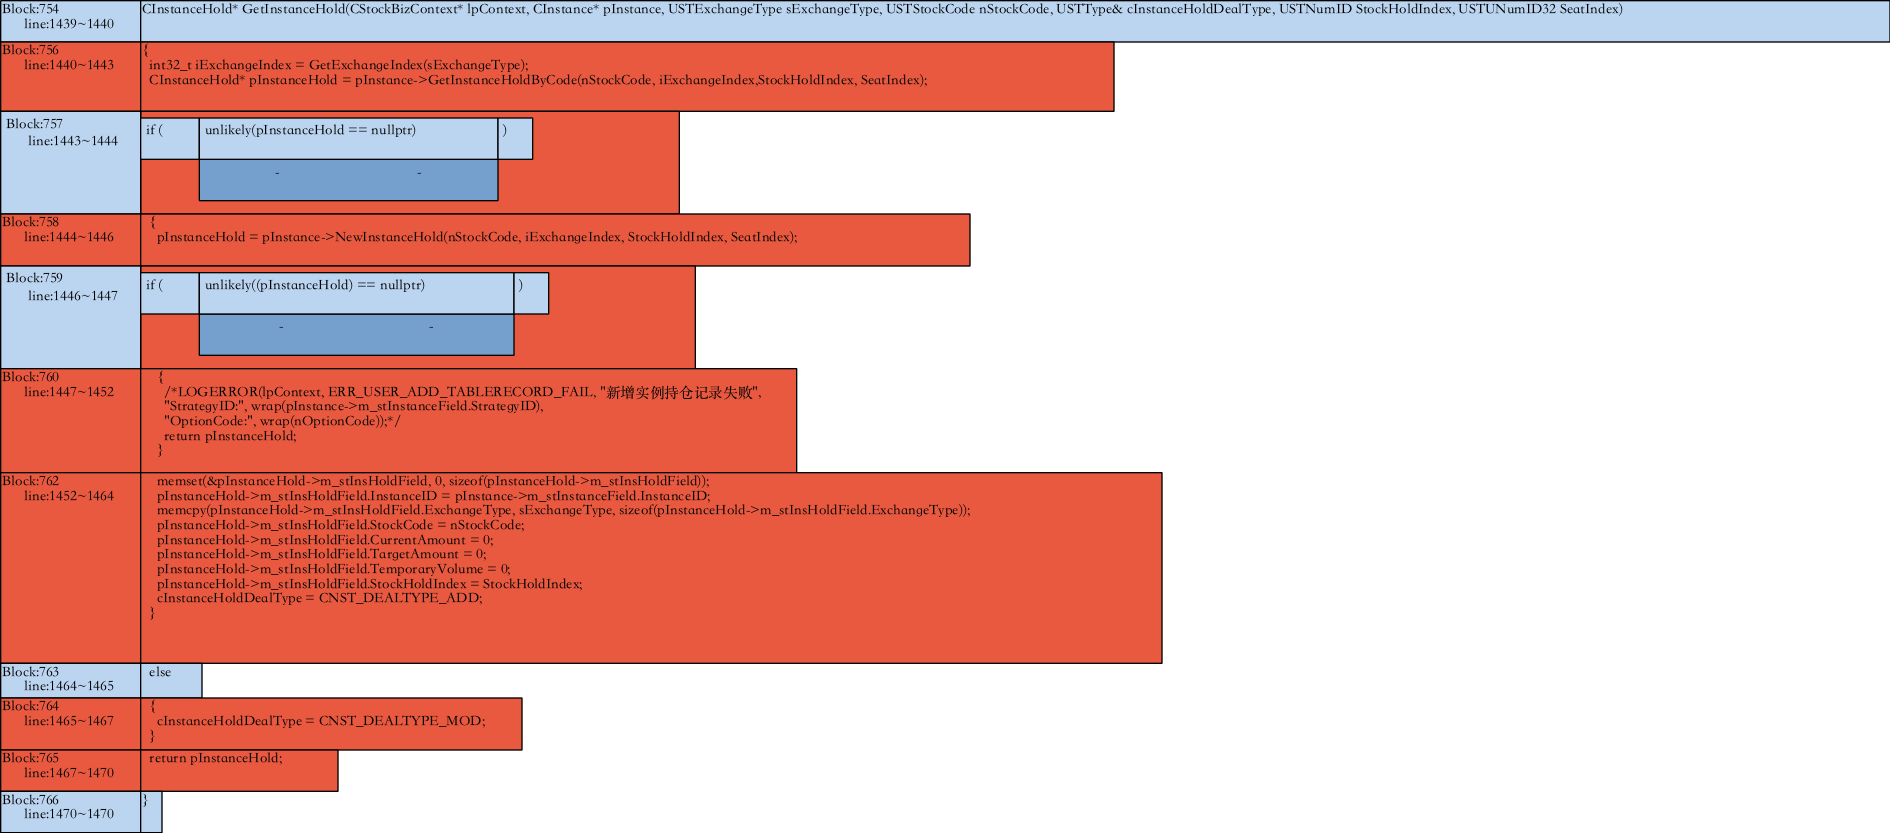 Block:754
line:1439~1440
CInstanceHold* GetInstanceHold(CStockBizContext* lpContext, CInstance* pInstance, USTExchangeType sExchangeType, USTStockCode nStockCode, USTType& cInstanceHoldDealType, USTNumID StockHoldIndex, USTUNumID32 SeatIndex)
Block:756
line:1440~1443
{
int32_t iExchangeIndex = GetExchangeIndex(sExchangeType);
CInstanceHold* pInstanceHold = pInstance->GetInstanceHoldByCode(nStockCode, iExchangeIndex,StockHoldIndex, SeatIndex);
Block:757
line:1443~1444
if ( unlikely(pInstanceHold == nullptr) )
- -
Block:758
line:1444~1446
{
pInstanceHold = pInstance->NewInstanceHold(nStockCode, iExchangeIndex, StockHoldIndex, SeatIndex);
Block:759
line:1446~1447
if ( unlikely((pInstanceHold) == nullptr) )
- -
Block:760
line:1447~1452
{
/*LOGERROR(lpContext, ERR_USER_ADD_TABLERECORD_FAIL, "新增实例持仓记录失败",
"StrategyID:", wrap(pInstance->m_stInstanceField.StrategyID),
"OptionCode:", wrap(nOptionCode));*/
return pInstanceHold;
}
Block:762
line:1452~1464
memset(&pInstanceHold->m_stInsHoldField, 0, sizeof(pInstanceHold->m_stInsHoldField));
pInstanceHold->m_stInsHoldField.InstanceID = pInstance->m_stInstanceField.InstanceID;
memcpy(pInstanceHold->m_stInsHoldField.ExchangeType, sExchangeType, sizeof(pInstanceHold->m_stInsHoldField.ExchangeType));
pInstanceHold->m_stInsHoldField.StockCode = nStockCode;
pInstanceHold->m_stInsHoldField.CurrentAmount = 0;
pInstanceHold->m_stInsHoldField.TargetAmount = 0;
pInstanceHold->m_stInsHoldField.TemporaryVolume = 0;
pInstanceHold->m_stInsHoldField.StockHoldIndex = StockHoldIndex;
cInstanceHoldDealType = CNST_DEALTYPE_ADD;
}
Block:763
line:1464~1465
else
Block:764
line:1465~1467
{
cInstanceHoldDealType = CNST_DEALTYPE_MOD;
}
Block:765
line:1467~1470
return pInstanceHold;
Block:766
line:1470~1470
}